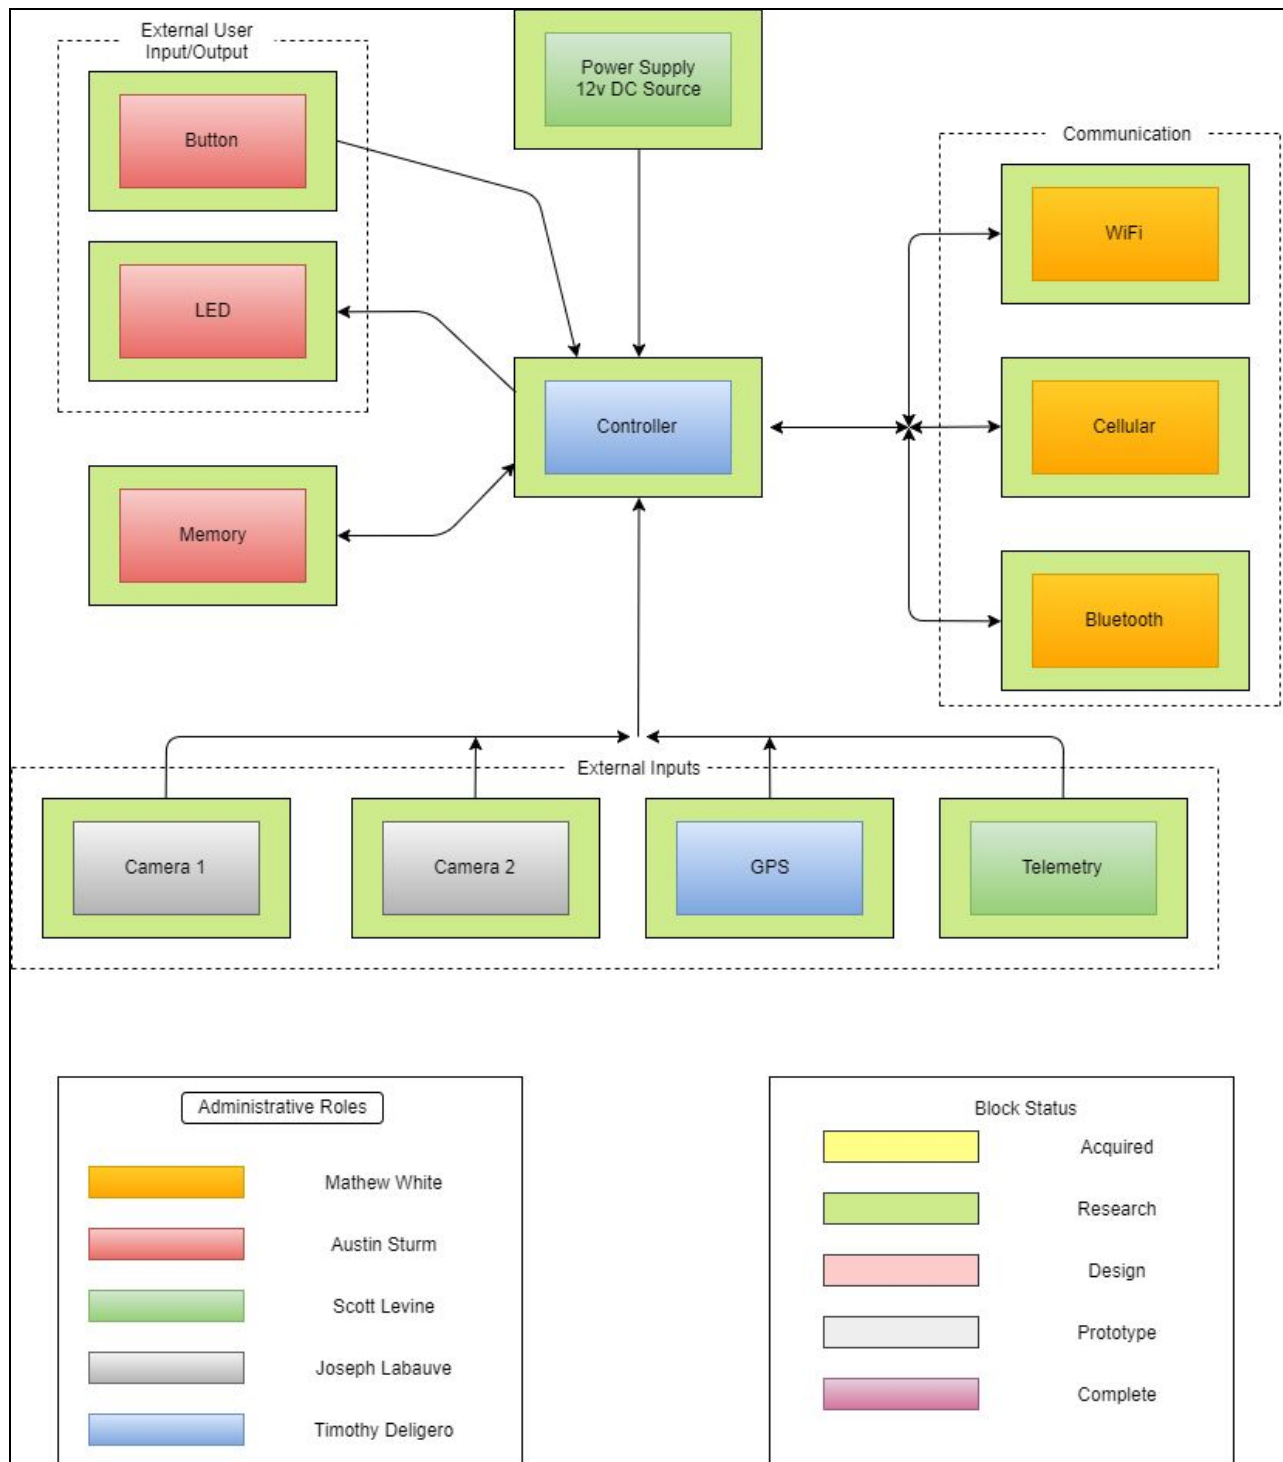 External User
Input/Output
Button
LED
Memory
Power Supply
12v DC Source
Controller
Communication
WiFi
Cellular
Bluetooth
External Inputs
Camera 1
Camera 2
GPS
Telemetry
Administrative Roles
Mathew White
Austin Sturm
Scott Levine
Joseph Labauve
Timothy Deligero
Block Status
Acquired
Research
Design
Prototype
Complete